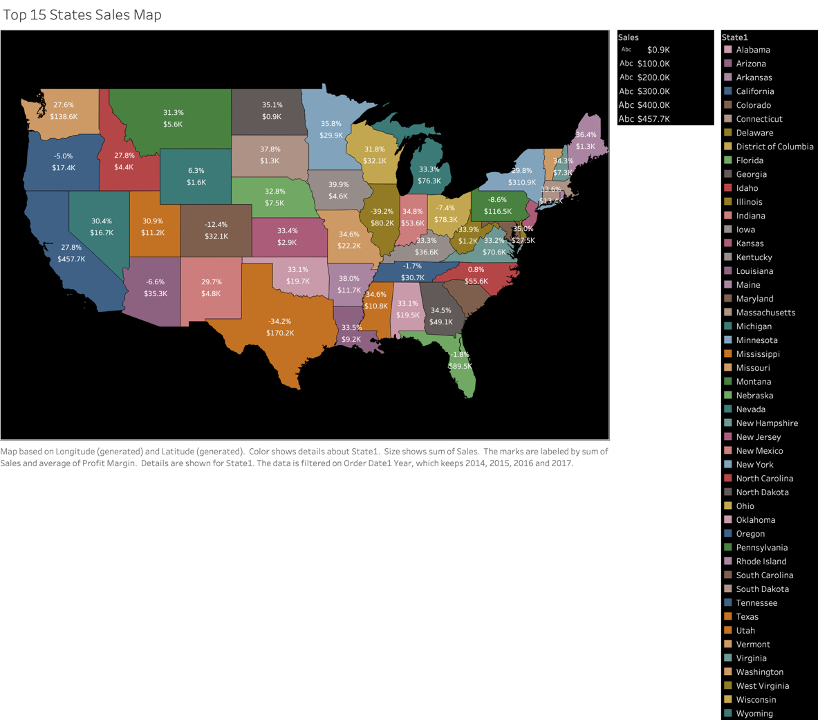 Top 15 States Sales Map
27.6%
$138.6K
-5.0%
$17.4K
27.8%
$4.4K
31.3%
$5.6K
35.1%
$0.9K
37.8%
$1.3K
35.8%
$29.9K
31.8%
$32.1K
33.3%
$76.3K
6.3%
$1.6K
32.8%
$7.5K
39.9%
$4.6K
29.8%
$310.9K
34.3%
$7.3K
36.4%
$1.3K
-8.6%
$116.5K
30.4%
$16.7K
30.9%
$11.2K
-12.4%
$32.1K
33.4%
$2.9K
34.6%
$22.2K
-39.2%
$80.2K
34.8%
$53.6K
-7.4%
$78.3K
$1.2K
35.0%
$27.5K
33.3%
$36.6K
33.2%
$70.6K
27.8%
$457.7K
-6.6%
$35.3K
29.7%
$4.8K
33.1%
$19.7K
38.0%
$11.7K
-1.7%
$30.7K
0.8%
$55.6K
-34.2%
$170.2K
33.5%
$9.2K
34.6%
$10.8K
33.1%
$19.5K
34.5%
$49.1K
-1.8%
$89.5K
Sales
Abc $0.9K
Abc $100.0K
Abc $200.0K
Abc $300.0K
Abc $400.0K
Abc $457.7K
State1
Alabama
Arizona
Arkansas
California
Colorado
Connecticut
Delaware
District of Columbia
Florida
Georgia
Idaho
Illinois
Indiana
Iowa
Kansas
Kentucky
Louisiana
Maine
Maryland
Massachusetts
Michigan
Minnesota
Mississippi
Missouri
Montana
Nebraska
Nevada
New Hampshire
New Jersey
New Mexico
New York
North Carolina
North Dakota
Ohio
Oklahoma
Oregon
Pennsylvania
Rhode Island
South Carolina
South Dakota
Tennessee
Texas
Utah
Vermont
Virginia
Washington
West Virginia
Wisconsin
Wyoming
Map based on Longitude (generated) and Latitude (generated). Color shows details about State1. Size shows sum of Sales. The marks are labeled by sum of
Sales and average of Profit Margin. Details are shown for State1. The data is filtered on Order Date1 Year, which keeps 2014, 2015, 2016 and 2017.